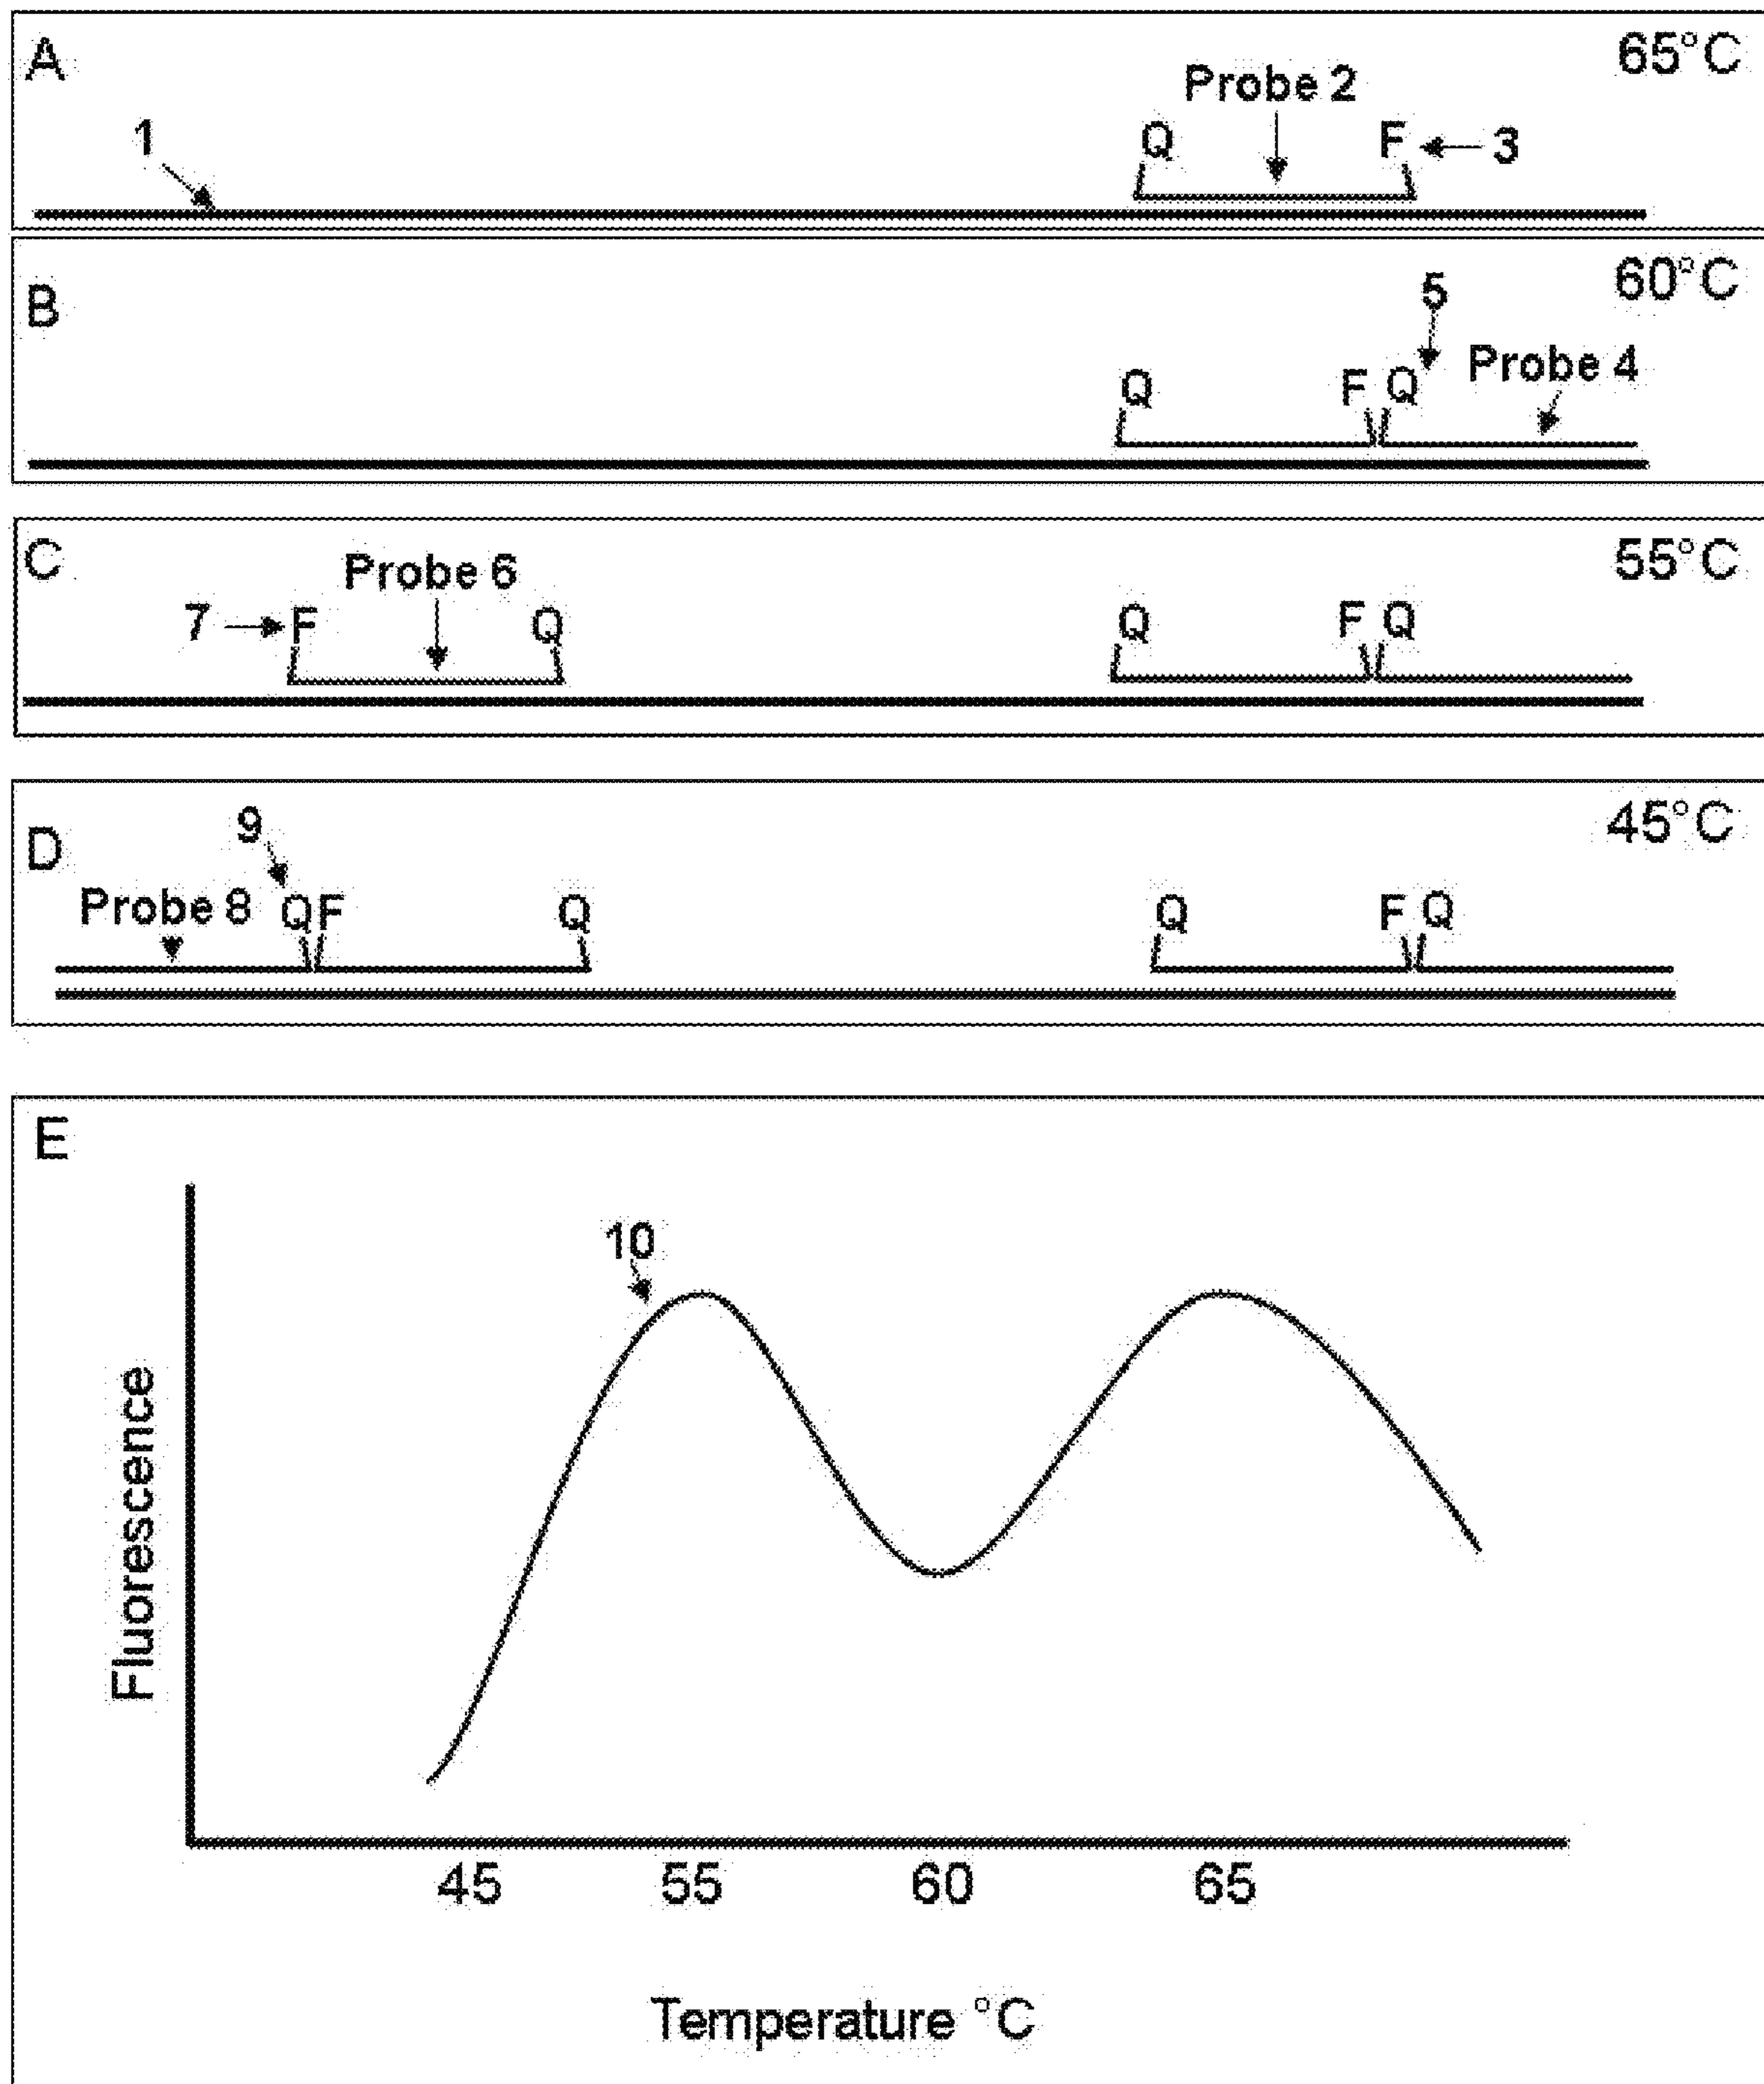 A
65°C
Probe 2
1
Q
F
3
B
60°C
5
Probe 4
Q
F Q
C
55°C
Probe 6
7
F
Q
Q
F Q
D
45°C
9
Probe 8
Q F
Q
Q
F Q
E
10
Fluorescence
45 55 60 65
Temperature °C